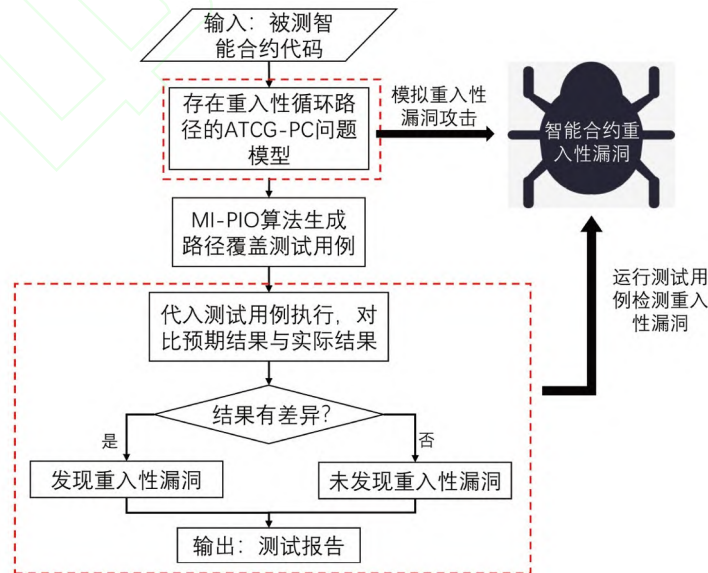 输入：被测智
能合约代码
存在重入性循环路
径的ATCG-PC问题
模型
模拟重入性
漏洞攻击
智能合约重
入性漏洞
MI-PIO算法生成
路径覆盖测试用例
代入测试用例执行，对
比预期结果与实际结果
运行测试用
例检测重入
性漏洞
结果有差异？
是
否
发现重入性漏洞
未发现重入性漏洞
输出：测试报告